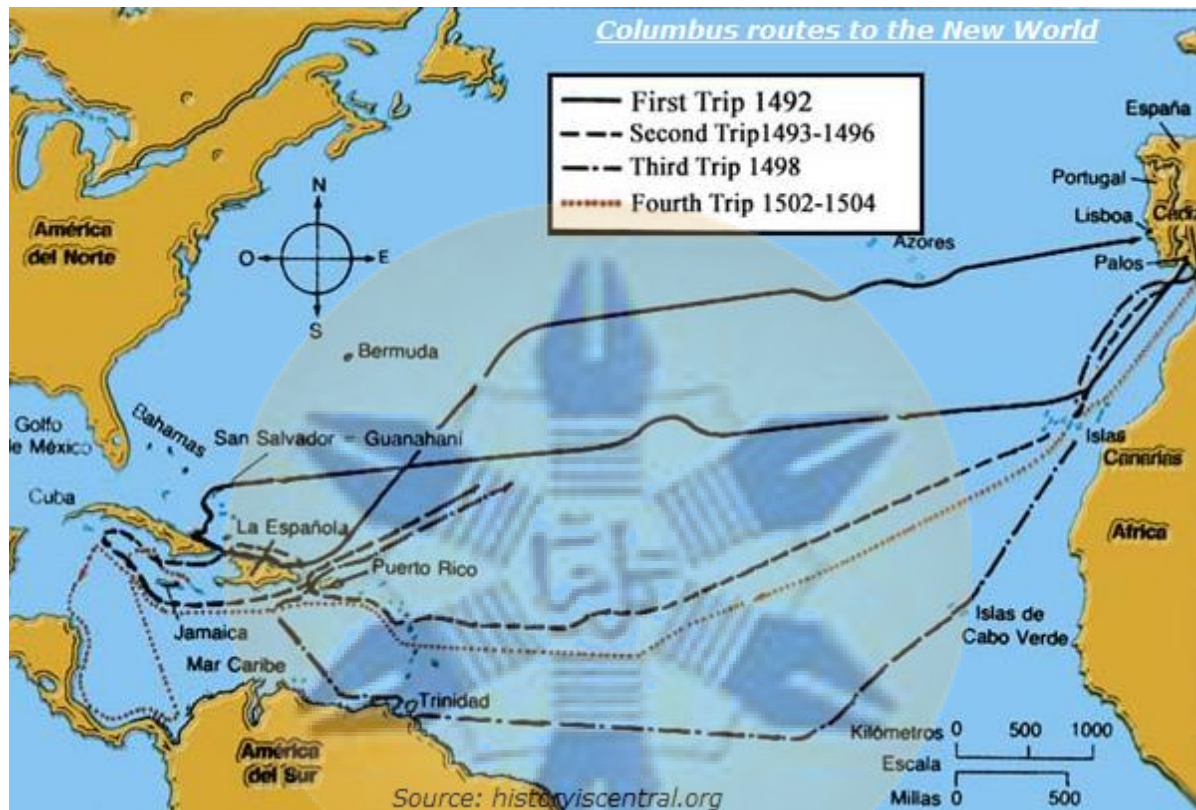 Columbus routes to the New World
First Trip 1492
Second Trip1493-1496
Third Trip 1498
Fourth Trip 1502-1504
España
Portugal
Lisboa
Palos
Azores
América
del Norte
N
O
E
S
Bermuda
Bahamas
Golfo
de México
San Salvador - Guanahaní
Cuba
La Española
Puerto Rico
Jamaica
Mar Caribe
Trinidad
América
del Sur
Islas
Canarias
Africa
Islas de
Cabo Verde
Kilómetros 0 500 1000
Escala
Millas 0 500
Source: historyiscentral.org